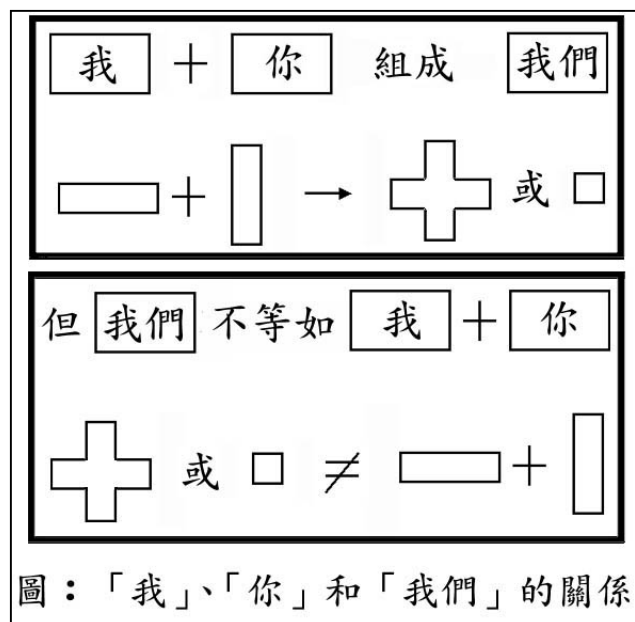 我 + 你 組成 我們
+ → 或
但 我們 不等如 我 + 你
或 ≠ +
圖：「我」、「你」和「我們」的關係